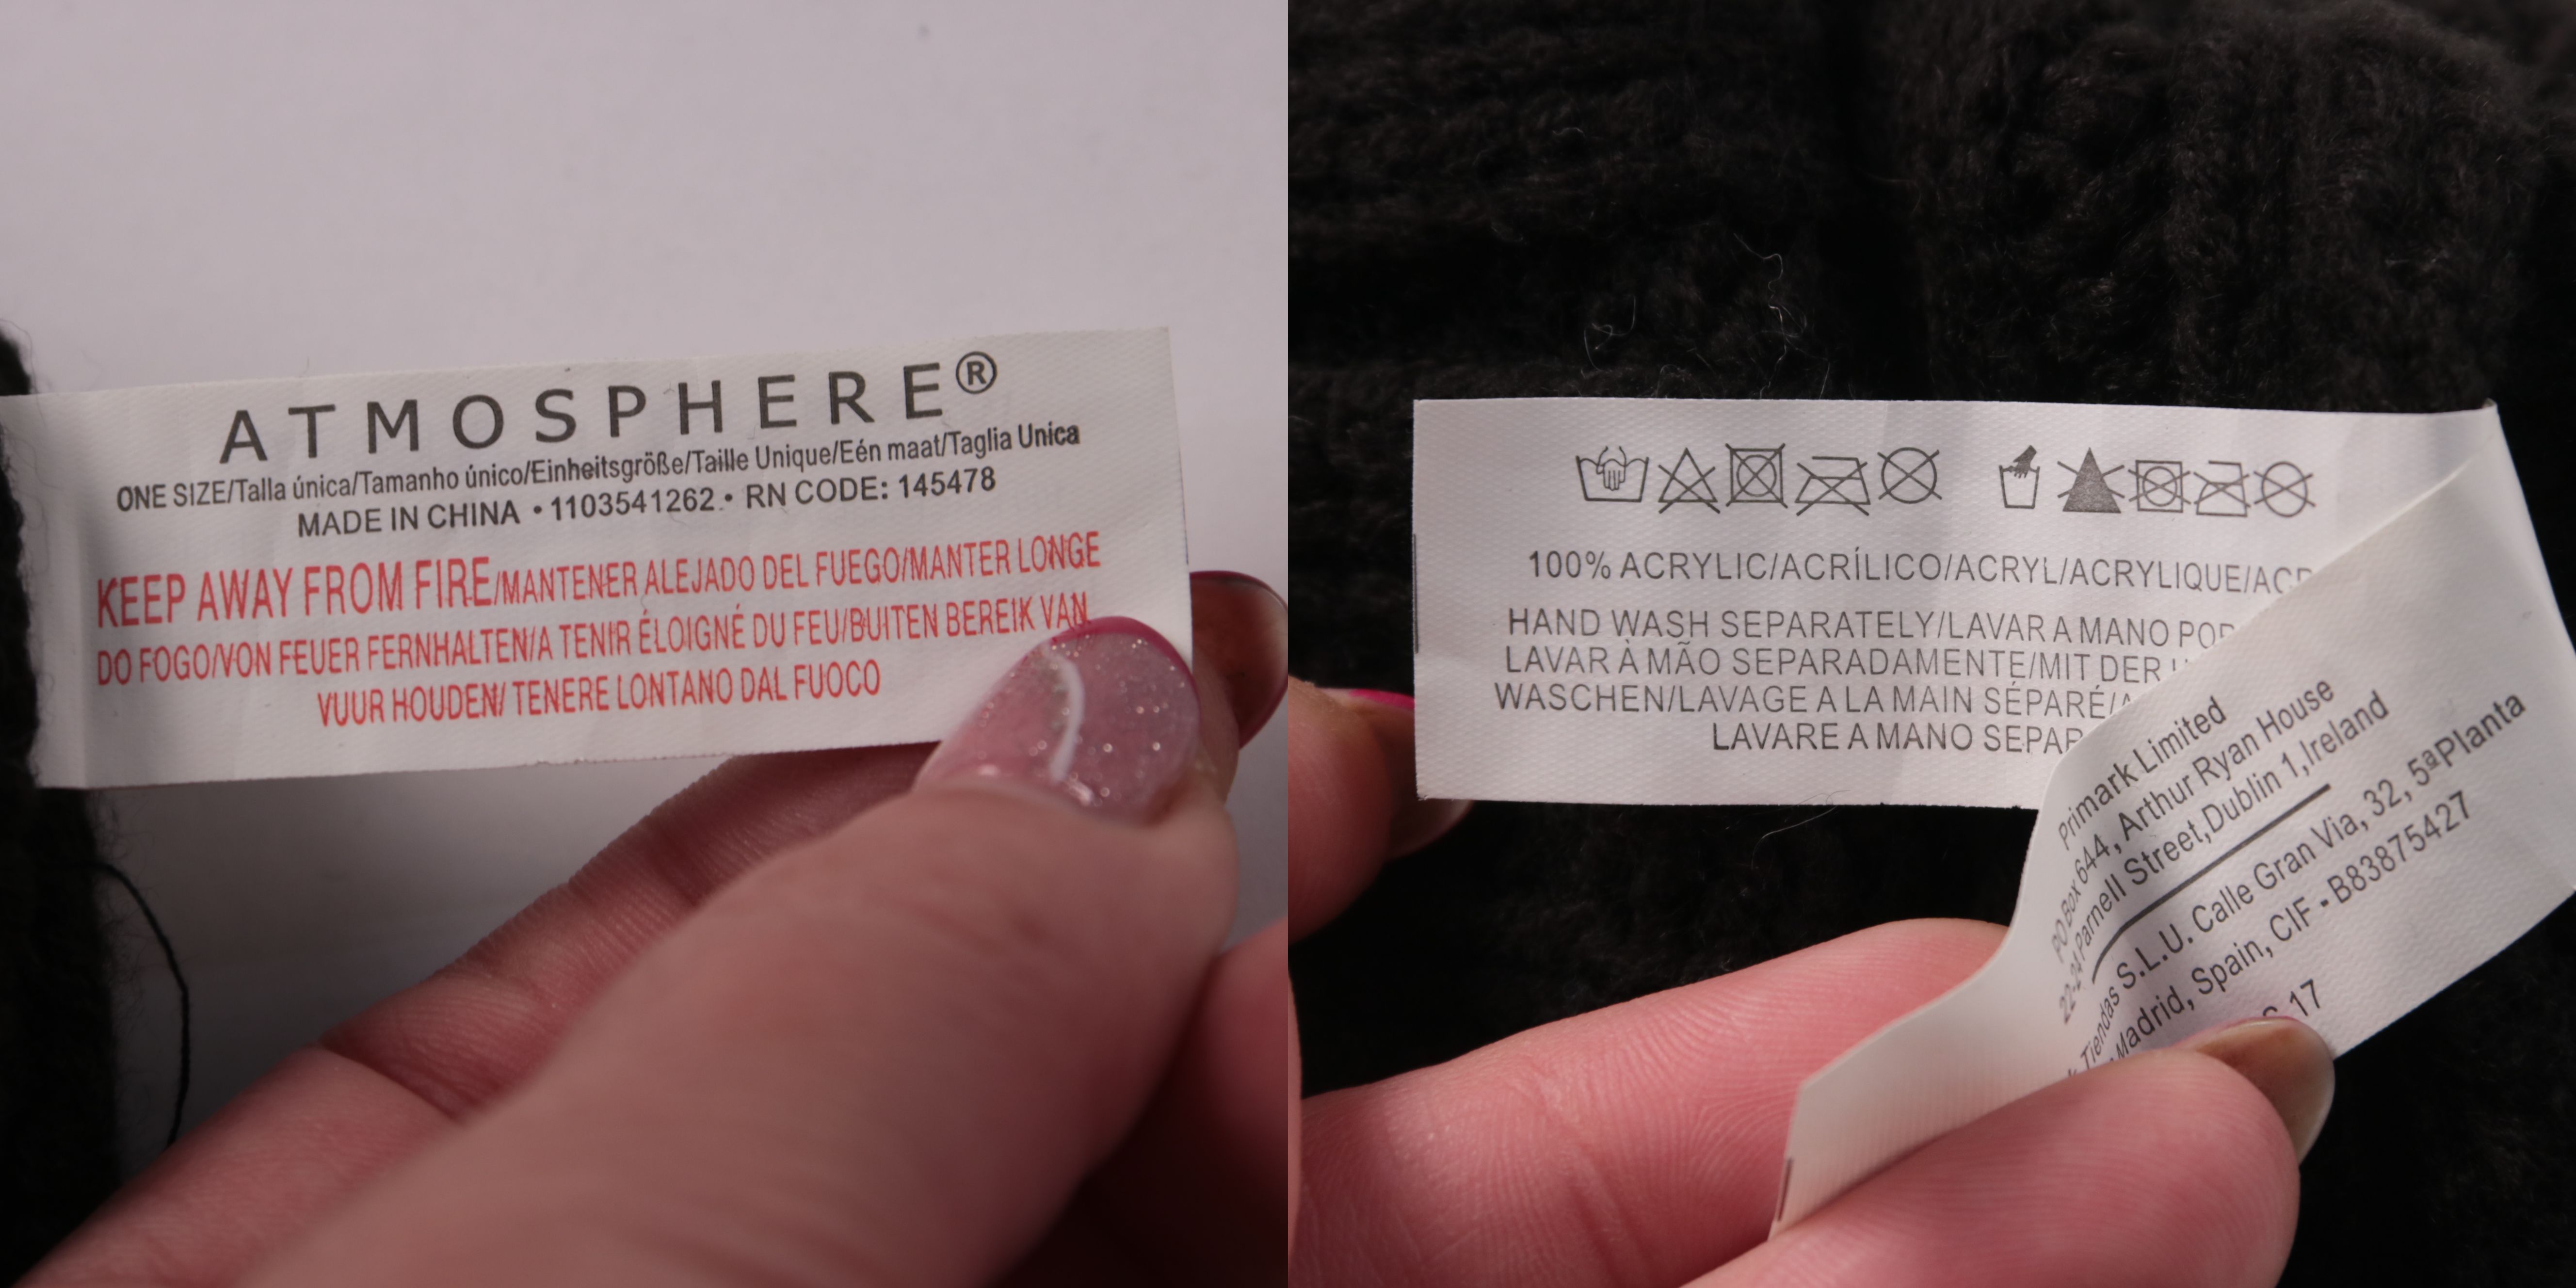 ATMOSPHERE®
ONE SIZE/Talla única/Tamanho único/Einheitsgröße/Taille Unique/Eén maat/Taglia Unica
MADE IN CHINA • 1103541262 • RN CODE: 145478
KEEP AWAY FROM FIRE/MANTENER ALEJADO DEL FUEGO/MANTER LONGE
DO FOGO/VON FEUER FERNHALTEN/A TENIR ÉLOIGNÉ DU FEU/BUITEN BEREIK VAN
VUUR HOUDEN/ TENERE LONTANO DAL FUOCO
100% ACRYLIC/ACRÍLICO/ACRYL/ACRYLIQUE/
HAND WASH SEPARATELY/LAVAR A MANO
LAVAR À MÃO SEPARADAMENTE/MIT DER
WASCHEN/LAVAGE A LA MAIN SÉPARÉ/
LAVARE A MANO
Primark Limited
PO Box 644, Arthur Ryan House
22-24 Parnell Street, Dublin 1, Ireland
Tiendas S.L.U. Calle Gran Via, 32, 5ªPlanta
Madrid, Spain, CIF - B83875427
17